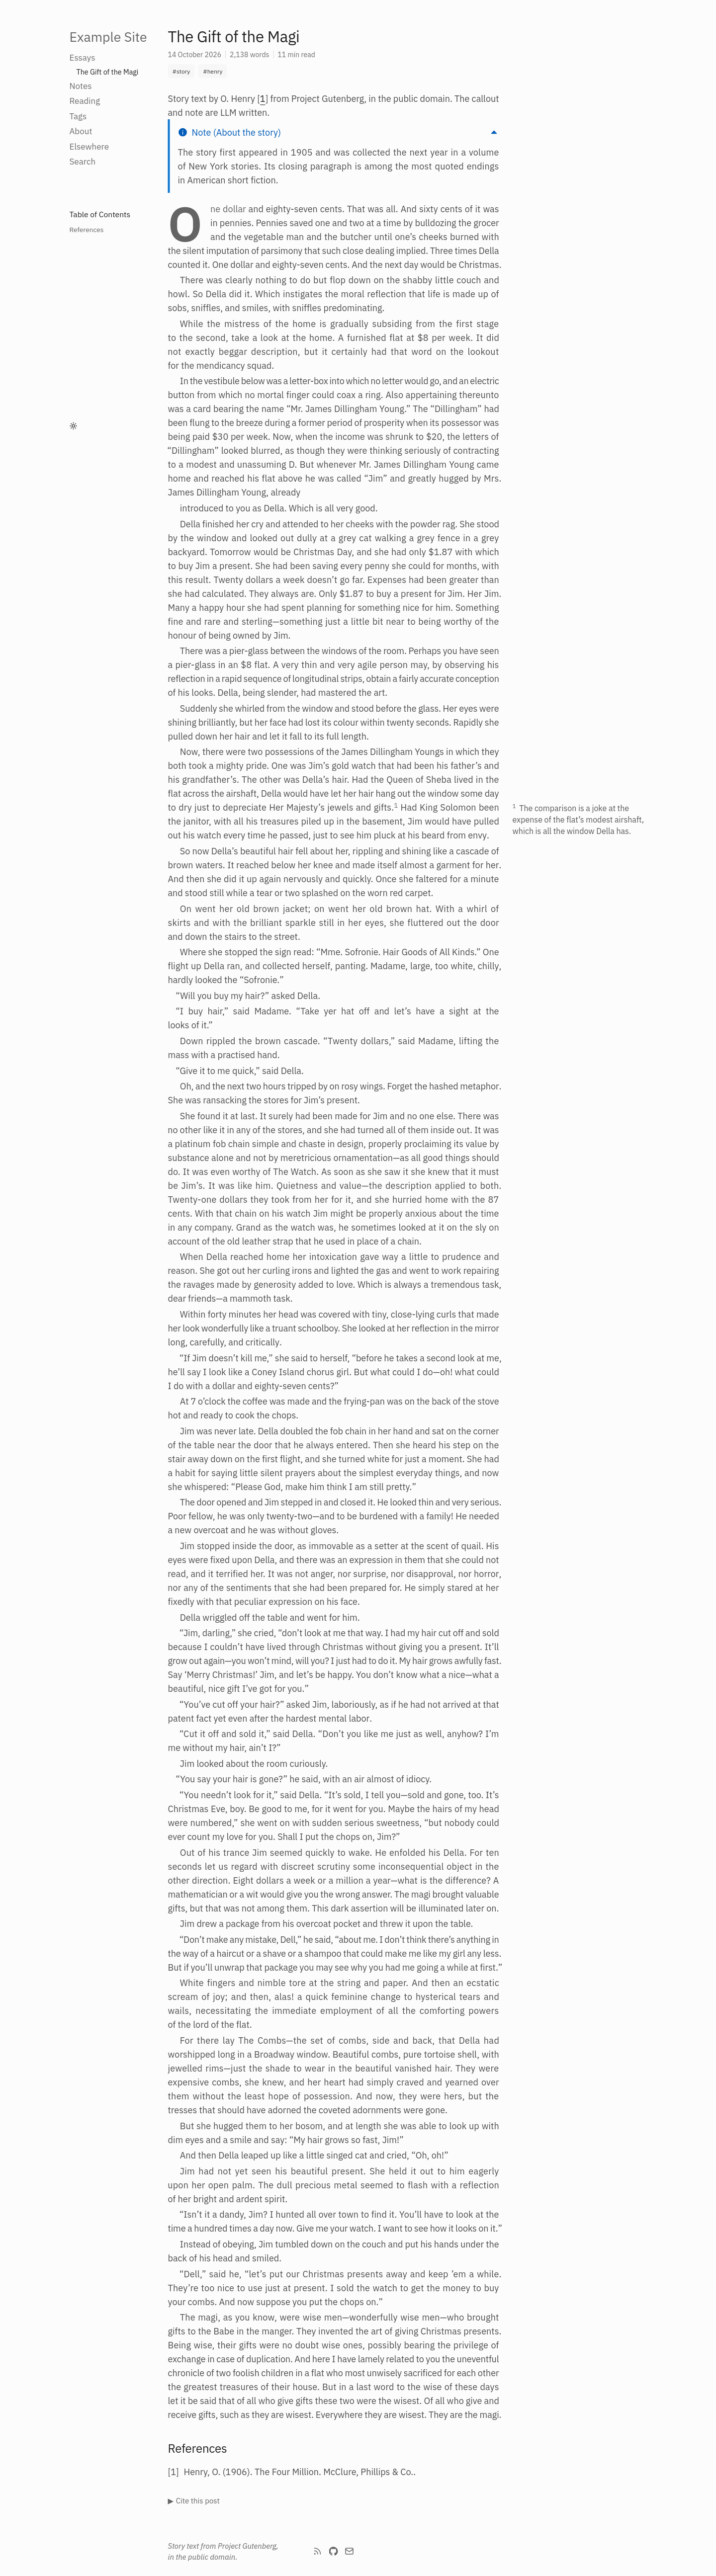 Example Site
Essays
The Gift of the Magi
Notes
Reading
Tags
About
Elsewhere
Search
Table of Contents
References
The Gift of the Magi
14 October 2026 | 2,138 words | 11 min read
#story #henry
Story text by O. Henry [1] from Project Gutenberg, in the public domain. The callout
and note are LLM written.
Note (About the story)
The story first appeared in 1905 and was collected the next year in a volume
of New York stories. Its closing paragraph is among the most quoted endings
in American short fiction.
One dollar and eighty-seven cents. That was all. And sixty cents of it was
in pennies. Pennies saved one and two at a time by bulldozing the grocer
and the vegetable man and the butcher until one’s cheeks burned with
the silent imputation of parsimony that such close dealing implied. Three times Della
counted it. One dollar and eighty-seven cents. And the next day would be Christmas.
There was clearly nothing to do but flop down on the shabby little couch and
howl. So Della did it. Which instigates the moral reflection that life is made up of
sobs, sniffles, and smiles, with sniffles predominating.
While the mistress of the home is gradually subsiding from the first stage
to the second, take a look at the home. A furnished flat at $8 per week. It did
not exactly beggar description, but it certainly had that word on the lookout
for the mendicancy squad.
In the vestibule below was a letter-box into which no letter would go, and an electric
button from which no mortal finger could coax a ring. Also appertaining thereunto
was a card bearing the name “Mr. James Dillingham Young.” The “Dillingham” had
been flung to the breeze during a former period of prosperity when its possessor was
being paid $30 per week. Now, when the income was shrunk to $20, the letters of
“Dillingham” looked blurred, as though they were thinking seriously of contracting
to a modest and unassuming D. But whenever Mr. James Dillingham Young came
home and reached his flat above he was called “Jim” and greatly hugged by Mrs.
James Dillingham Young, already
introduced to you as Della. Which is all very good.
Della finished her cry and attended to her cheeks with the powder rag. She stood
by the window and looked out dully at a grey cat walking a grey fence in a grey
backyard. Tomorrow would be Christmas Day, and she had only $1.87 with which
to buy Jim a present. She had been saving every penny she could for months, with
this result. Twenty dollars a week doesn’t go far. Expenses had been greater than
she had calculated. They always are. Only $1.87 to buy a present for Jim. Her Jim.
Many a happy hour she had spent planning for something nice for him. Something
fine and rare and sterling—something just a little bit near to being worthy of the
honour of being owned by Jim.
There was a pier-glass between the windows of the room. Perhaps you have seen
a pier-glass in an $8 flat. A very thin and very agile person may, by observing his
reflection in a rapid sequence of longitudinal strips, obtain a fairly accurate conception
of his looks. Della, being slender, had mastered the art.
Suddenly she whirled from the window and stood before the glass. Her eyes were
shining brilliantly, but her face had lost its colour within twenty seconds. Rapidly she
pulled down her hair and let it fall to its full length.
Now, there were two possessions of the James Dillingham Youngs in which they
both took a mighty pride. One was Jim’s gold watch that had been his father’s and
his grandfather’s. The other was Della’s hair. Had the Queen of Sheba lived in the
flat across the airshaft, Della would have let her hair hang out the window some day
to dry just to depreciate Her Majesty’s jewels and gifts.1 Had King Solomon been
the janitor, with all his treasures piled up in the basement, Jim would have pulled
out his watch every time he passed, just to see him pluck at his beard from envy.
1 The comparison is a joke at the
expense of the flat’s modest airshaft,
which is all the window Della has.
So now Della’s beautiful hair fell about her, rippling and shining like a cascade of
brown waters. It reached below her knee and made itself almost a garment for her.
And then she did it up again nervously and quickly. Once she faltered for a minute
and stood still while a tear or two splashed on the worn red carpet.
On went her old brown jacket; on went her old brown hat. With a whirl of
skirts and with the brilliant sparkle still in her eyes, she fluttered out the door
and down the stairs to the street.
Where she stopped the sign read: “Mme. Sofronie. Hair Goods of All Kinds.” One
flight up Della ran, and collected herself, panting. Madame, large, too white, chilly,
hardly looked the “Sofronie.”
“Will you buy my hair?” asked Della.
“I buy hair,” said Madame. “Take yer hat off and let’s have a sight at the
looks of it.”
Down rippled the brown cascade. “Twenty dollars,” said Madame, lifting the
mass with a practised hand.
“Give it to me quick,” said Della.
Oh, and the next two hours tripped by on rosy wings. Forget the hashed metaphor.
She was ransacking the stores for Jim’s present.
She found it at last. It surely had been made for Jim and no one else. There was
no other like it in any of the stores, and she had turned all of them inside out. It was
a platinum fob chain simple and chaste in design, properly proclaiming its value by
substance alone and not by meretricious ornamentation—as all good things should
do. It was even worthy of The Watch. As soon as she saw it she knew that it must
be Jim’s. It was like him. Quietness and value—the description applied to both.
Twenty-one dollars they took from her for it, and she hurried home with the 87
cents. With that chain on his watch Jim might be properly anxious about the time
in any company. Grand as the watch was, he sometimes looked at it on the sly on
account of the old leather strap that he used in place of a chain.
When Della reached home her intoxication gave way a little to prudence and
reason. She got out her curling irons and lighted the gas and went to work repairing
the ravages made by generosity added to love. Which is always a tremendous task,
dear friends—a mammoth task.
Within forty minutes her head was covered with tiny, close-lying curls that made
her look wonderfully like a truant schoolboy. She looked at her reflection in the mirror
long, carefully, and critically.
“If Jim doesn’t kill me,” she said to herself, “before he takes a second look at me,
he’ll say I look like a Coney Island chorus girl. But what could I do—oh! what could
I do with a dollar and eighty-seven cents?”
At 7 o’clock the coffee was made and the frying-pan was on the back of the stove
hot and ready to cook the chops.
Jim was never late. Della doubled the fob chain in her hand and sat on the corner
of the table near the door that he always entered. Then she heard his step on the
stair away down on the first flight, and she turned white for just a moment. She had
a habit for saying little silent prayers about the simplest everyday things, and now
she whispered: “Please God, make him think I am still pretty.”
The door opened and Jim stepped in and closed it. He looked thin and very serious.
Poor fellow, he was only twenty-two—and to be burdened with a family! He needed
a new overcoat and he was without gloves.
Jim stopped inside the door, as immovable as a setter at the scent of quail. His
eyes were fixed upon Della, and there was an expression in them that she could not
read, and it terrified her. It was not anger, nor surprise, nor disapproval, nor horror,
nor any of the sentiments that she had been prepared for. He simply stared at her
fixedly with that peculiar expression on his face.
Della wriggled off the table and went for him.
“Jim, darling,” she cried, “don’t look at me that way. I had my hair cut off and sold
because I couldn’t have lived through Christmas without giving you a present. It’ll
grow out again—you won’t mind, will you? I just had to do it. My hair grows awfully fast.
Say ‘Merry Christmas!’ Jim, and let’s be happy. You don’t know what a nice—what a
beautiful, nice gift I’ve got for you.”
“You’ve cut off your hair?” asked Jim, laboriously, as if he had not arrived at that
patent fact yet even after the hardest mental labor.
“Cut it off and sold it,” said Della. “Don’t you like me just as well, anyhow? I’m
me without my hair, ain’t I?”
Jim looked about the room curiously.
“You say your hair is gone?” he said, with an air almost of idiocy.
“You needn’t look for it,” said Della. “It’s sold, I tell you—sold and gone, too. It’s
Christmas Eve, boy. Be good to me, for it went for you. Maybe the hairs of my head
were numbered,” she went on with sudden serious sweetness, “but nobody could
ever count my love for you. Shall I put the chops on, Jim?”
Out of his trance Jim seemed quickly to wake. He enfolded his Della. For ten
seconds let us regard with discreet scrutiny some inconsequential object in the
other direction. Eight dollars a week or a million a year—what is the difference? A
mathematician or a wit would give you the wrong answer. The magi brought valuable
gifts, but that was not among them. This dark assertion will be illuminated later on.
Jim drew a package from his overcoat pocket and threw it upon the table.
“Don’t make any mistake, Dell,” he said, “about me. I don’t think there’s anything in
the way of a haircut or a shave or a shampoo that could make me like my girl any less.
But if you’ll unwrap that package you may see why you had me going a while at first.”
White fingers and nimble tore at the string and paper. And then an ecstatic
scream of joy; and then, alas! a quick feminine change to hysterical tears and
wails, necessitating the immediate employment of all the comforting powers
of the lord of the flat.
For there lay The Combs—the set of combs, side and back, that Della had
worshipped long in a Broadway window. Beautiful combs, pure tortoise shell, with
jewelled rims—just the shade to wear in the beautiful vanished hair. They were
expensive combs, she knew, and her heart had simply craved and yearned over
them without the least hope of possession. And now, they were hers, but the
tresses that should have adorned the coveted adornments were gone.
But she hugged them to her bosom, and at length she was able to look up with
dim eyes and a smile and say: “My hair grows so fast, Jim!”
And then Della leaped up like a little singed cat and cried, “Oh, oh!”
Jim had not yet seen his beautiful present. She held it out to him eagerly
upon her open palm. The dull precious metal seemed to flash with a reflection
of her bright and ardent spirit.
“Isn’t it a dandy, Jim? I hunted all over town to find it. You’ll have to look at the
time a hundred times a day now. Give me your watch. I want to see how it looks on it.”
Instead of obeying, Jim tumbled down on the couch and put his hands under the
back of his head and smiled.
“Dell,” said he, “let’s put our Christmas presents away and keep ’em a while.
They’re too nice to use just at present. I sold the watch to get the money to buy
your combs. And now suppose you put the chops on.”
The magi, as you know, were wise men—wonderfully wise men—who brought
gifts to the Babe in the manger. They invented the art of giving Christmas presents.
Being wise, their gifts were no doubt wise ones, possibly bearing the privilege of
exchange in case of duplication. And here I have lamely related to you the uneventful
chronicle of two foolish children in a flat who most unwisely sacrificed for each other
the greatest treasures of their house. But in a last word to the wise of these days
let it be said that of all who give gifts these two were the wisest. Of all who give and
receive gifts, such as they are wisest. Everywhere they are wisest. They are the magi.
References
[1] Henry, O. (1906). The Four Million. McClure, Phillips & Co..
▶ Cite this post
Story text from Project Gutenberg,
in the public domain.